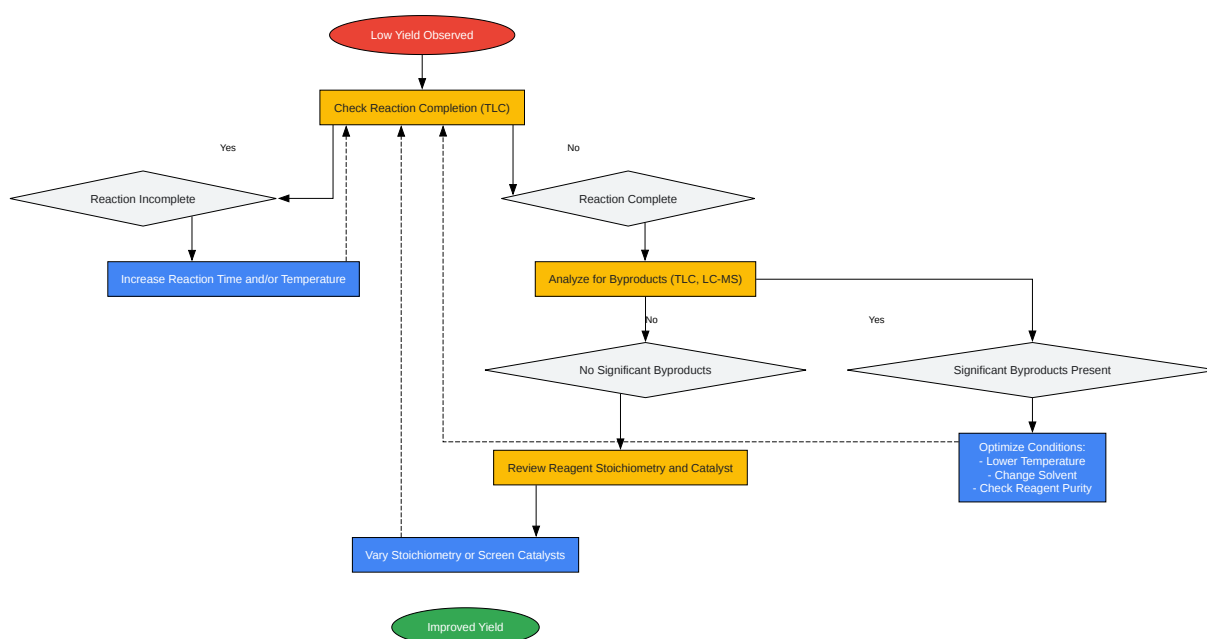 Low Yield Observed
Check Reaction Completion (TLC)
Yes
No
Reaction Incomplete
Reaction Complete
Increase Reaction Time and/or Temperature
Analyze for Byproducts (TLC, LC-MS)
No
Yes
No Significant Byproducts
Significant Byproducts Present
Optimize Conditions:
- Lower Temperature
- Change Solvent
- Check Reagent Purity
Review Reagent Stoichiometry and Catalyst
Vary Stoichiometry or Screen Catalysts
Improved Yield